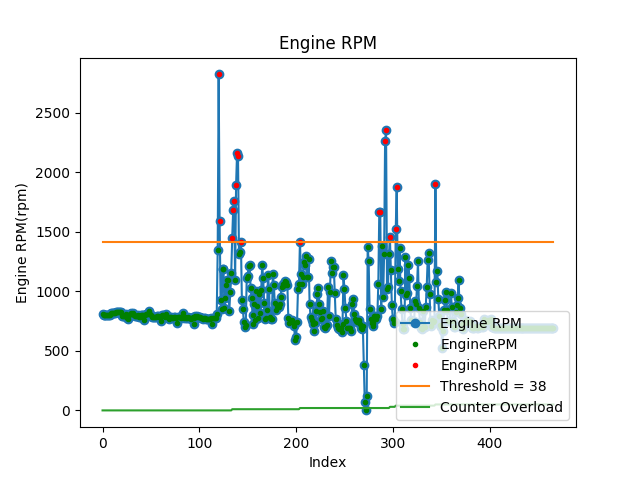 Engine RPM
Engine RPM(rpm)
2500
2000
1500
1000
500
0
0 100 200 300 400
Index
Engine RPM
EngineRPM
EngineRPM
Threshold = 38
Counter Overload